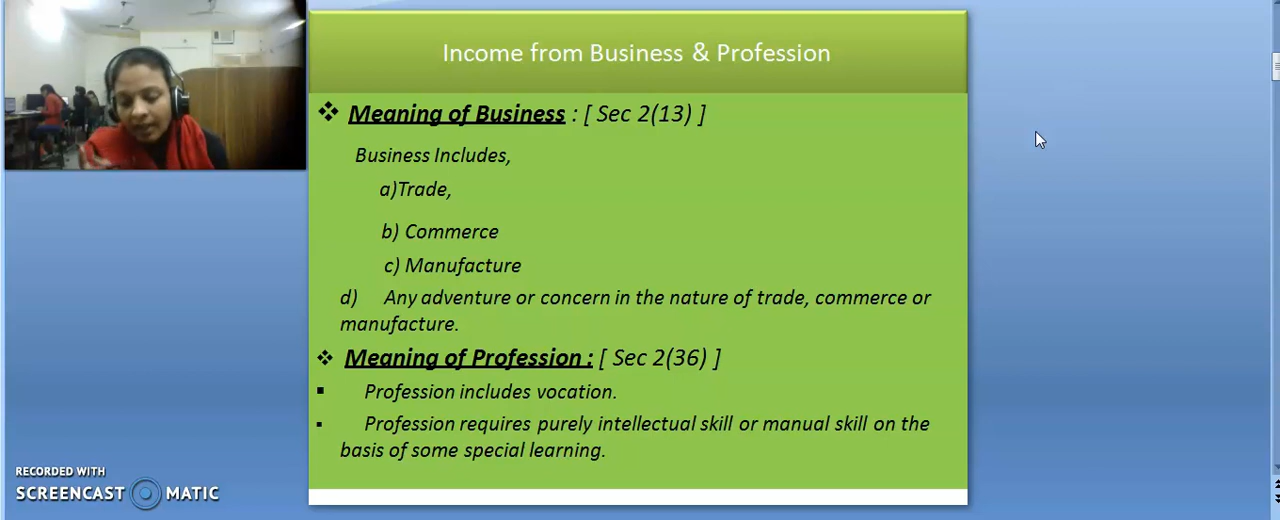 Income from Business & Profession
❖ Meaning of Business : [ Sec 2(13) ]
Business Includes,
a)Trade,
b) Commerce
c) Manufacture
d) Any adventure or concern in the nature of trade, commerce or
manufacture.
❖ Meaning of Profession : [ Sec 2(36) ]
▪ Profession includes vocation.
▪ Profession requires purely intellectual skill or manual skill on the
basis of some special learning.
RECORDED WITH
SCREENCAST MATIC